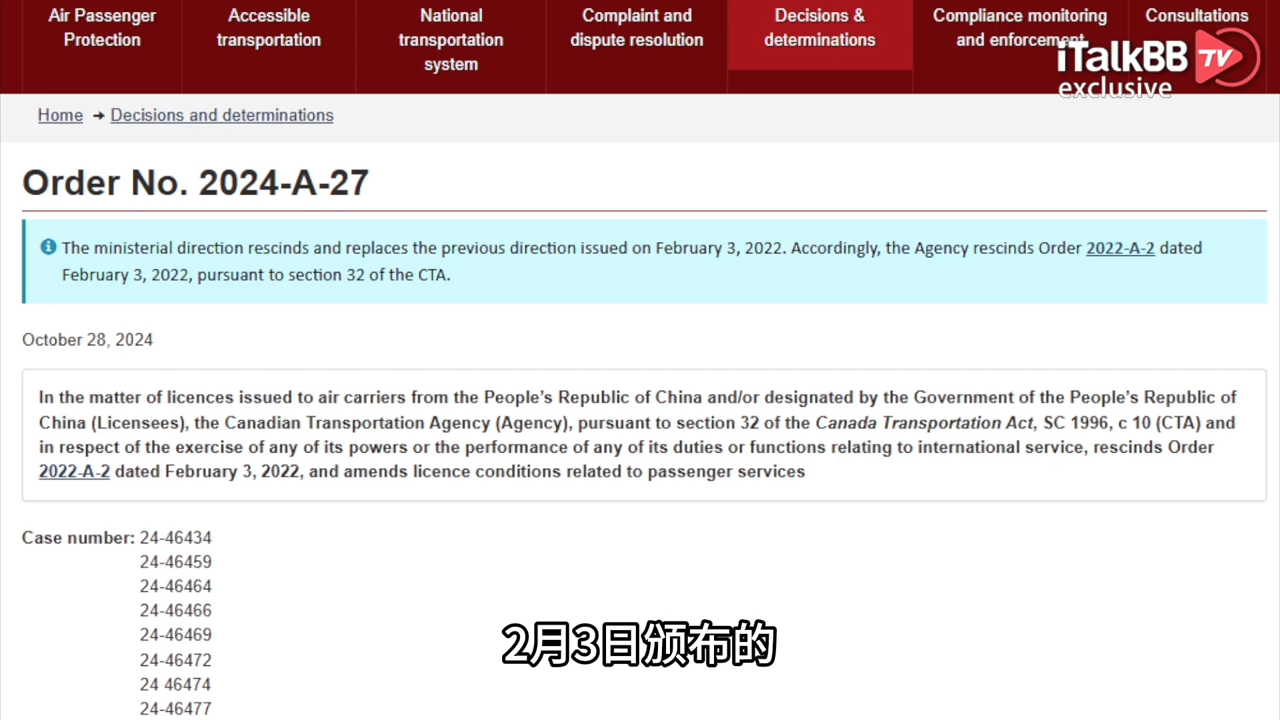 Air Passenger
Protection
Accessible
transportation
National
transportation
system
Complaint and
dispute resolution
Decisions &
determinations
Compliance monitoring
and enforcement
Consultations
iTalkBB TV
exclusive
Home → Decisions and determinations
Order No. 2024-A-27
The ministerial direction rescinds and replaces the previous direction issued on February 3, 2022. Accordingly, the Agency rescinds Order 2022-A-2 dated
February 3, 2022, pursuant to section 32 of the CTA.
October 28, 2024
In the matter of licences issued to air carriers from the People’s Republic of China and/or designated by the Government of the People’s Republic of
China (Licensees), the Canadian Transportation Agency (Agency), pursuant to section 32 of the Canada Transportation Act, SC 1996, c 10 (CTA) and
in respect of the exercise of any of its powers or the performance of any of its duties or functions relating to international service, rescinds Order
2022-A-2 dated February 3, 2022, and amends licence conditions related to passenger services
Case number: 24-46434
24-46459
24-46464
24-46466
24-46469
24-46472
24 46474
24-46477
2月3日颁布的